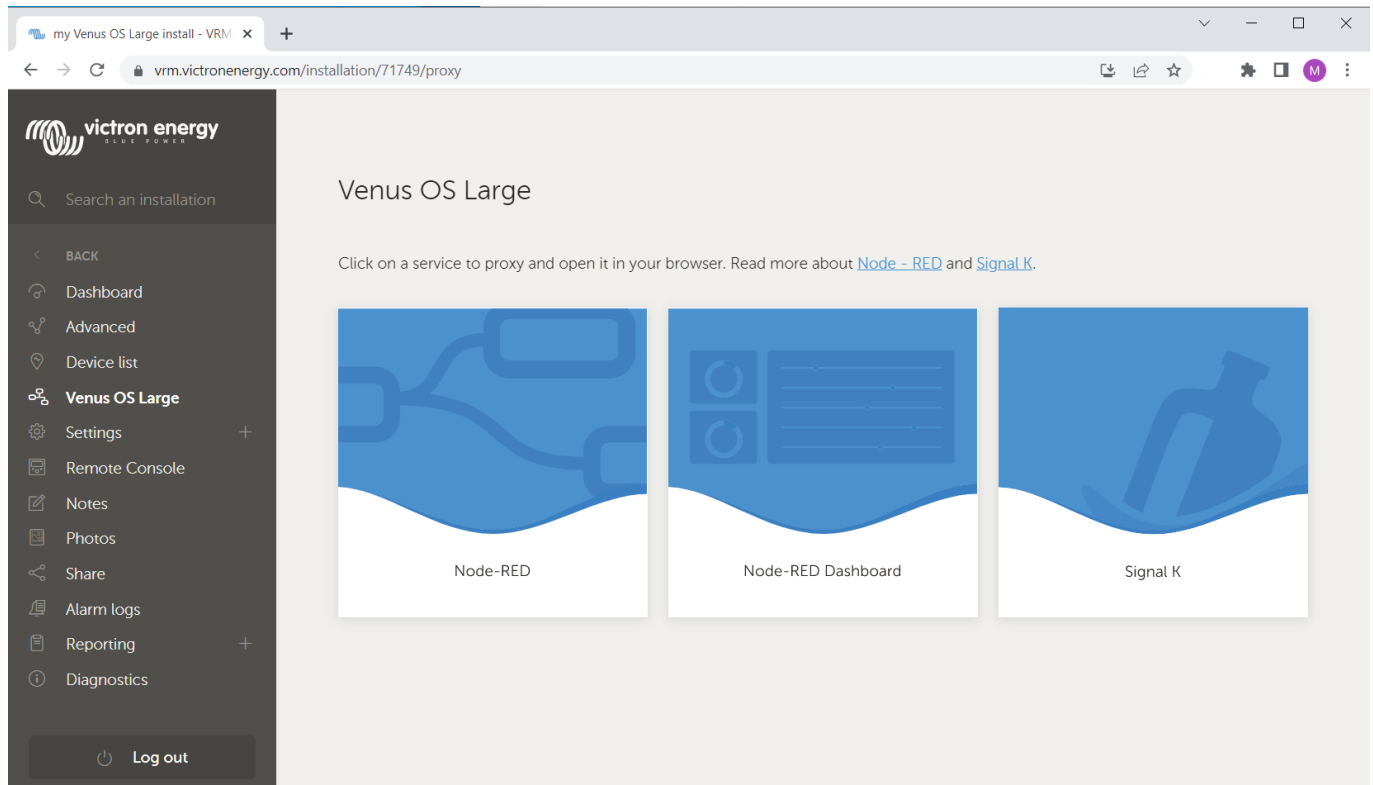 my Venus OS Large install - VRM
vrm.victronenergy.com/installation/71749/proxy
M
victron energy
BLUE POWER
Search an installation
BACK
Dashboard
Advanced
Device list
Venus OS Large
Settings
Remote Console
Notes
Photos
Share
Alarm logs
Reporting
Diagnostics
Log out
Venus OS Large
Click on a service to proxy and open it in your browser. Read more about Node - RED and Signal K.
Node-RED
Node-RED Dashboard
Signal K